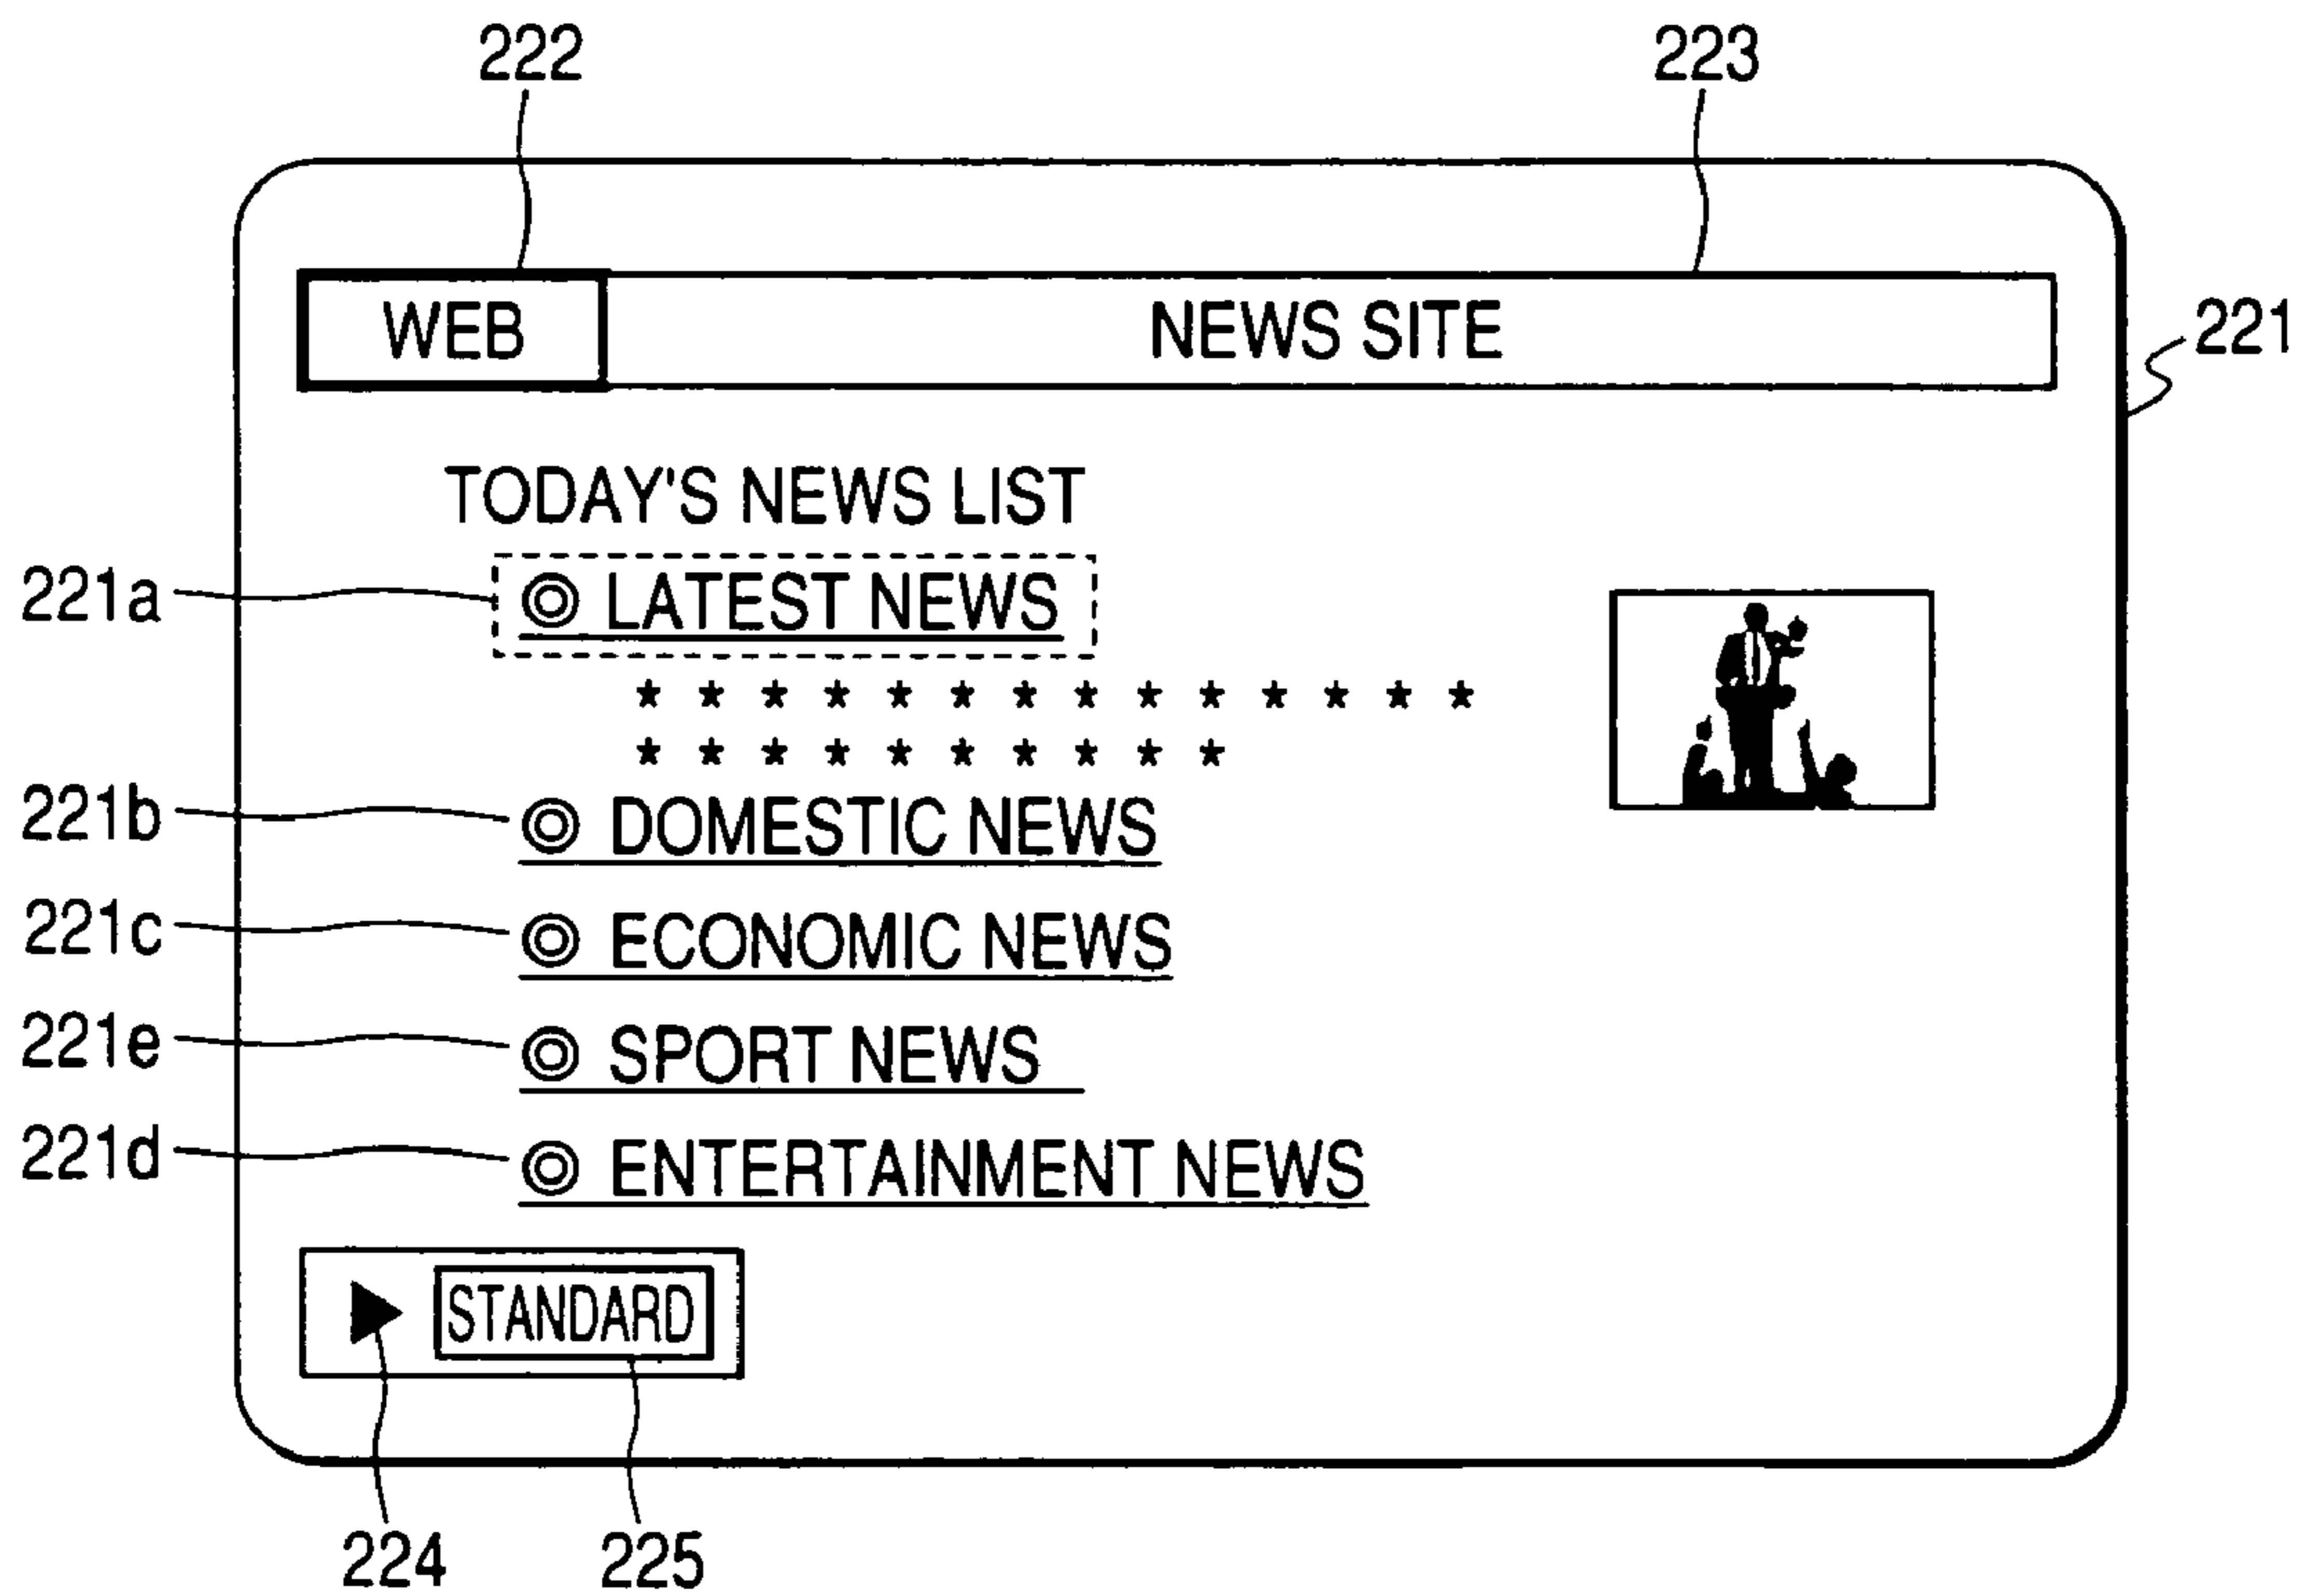 222 223
WEB NEWS SITE
221
TODAY'S NEWS LIST
221a ◎ LATEST NEWS
* * * * * * * * * * * * * *
* * * * * * * * * *
221b ◎ DOMESTIC NEWS
221c ◎ ECONOMIC NEWS
221e ◎ SPORT NEWS
221d ◎ ENTERTAINMENT NEWS
▶ STANDARD
224 225